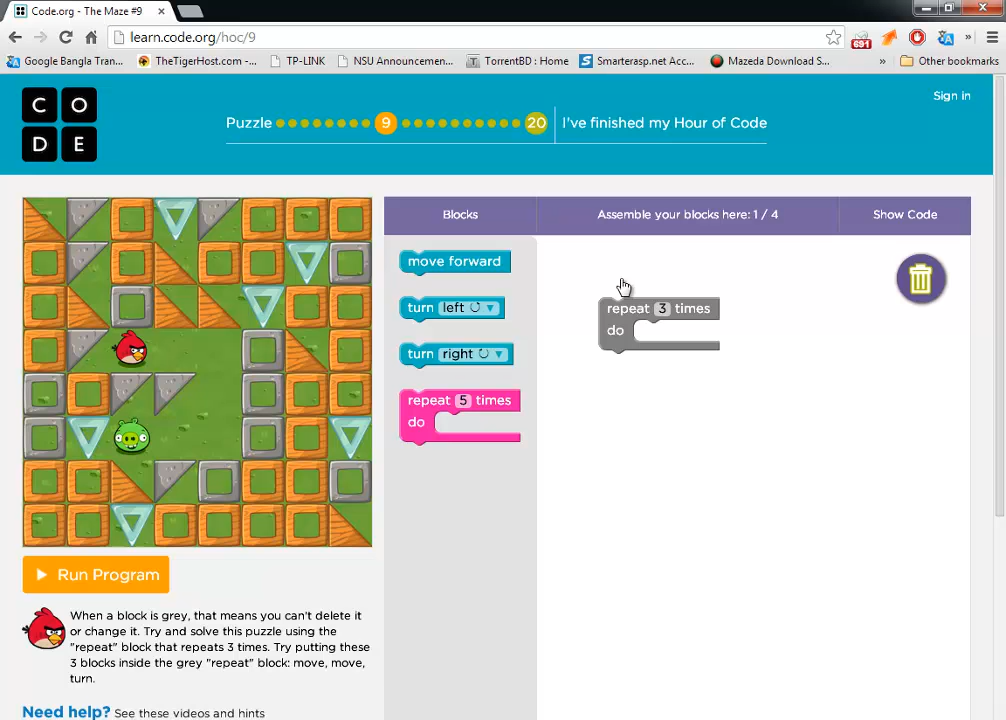 Code.org - The Maze #9
learn.code.org/hoc/9
691
Google Bangla Tran...
TheTigerHost.com -...
TP-LINK
NSU Announcemen...
TorrentBD : Home
Smarterasp.net Acc...
Mazeda Download S...
»
Other bookmarks
Sign in
C O
D E
Puzzle 9 20 I've finished my Hour of Code
Blocks
Assemble your blocks here: 1 / 4
Show Code
move forward
turn left ↺ ▼
turn right ↻ ▼
repeat 5 times
do
repeat 3 times
do
Run Program
When a block is grey, that means you can't delete it
or change it. Try and solve this puzzle using the
"repeat" block that repeats 3 times. Try putting these
3 blocks inside the grey "repeat" block: move, move,
turn.
Need help? See these videos and hints